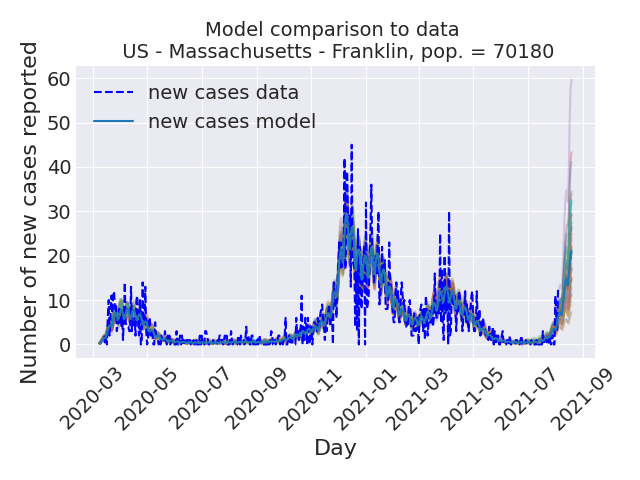 Model comparison to data
US - Massachusetts - Franklin, pop. = 70180
Number of new cases reported
60
50
40
30
20
10
0
new cases data
new cases model
2020-03
2020-05
2020-07
2020-09
2020-11
2021-01
2021-03
2021-05
2021-07
2021-09
Day